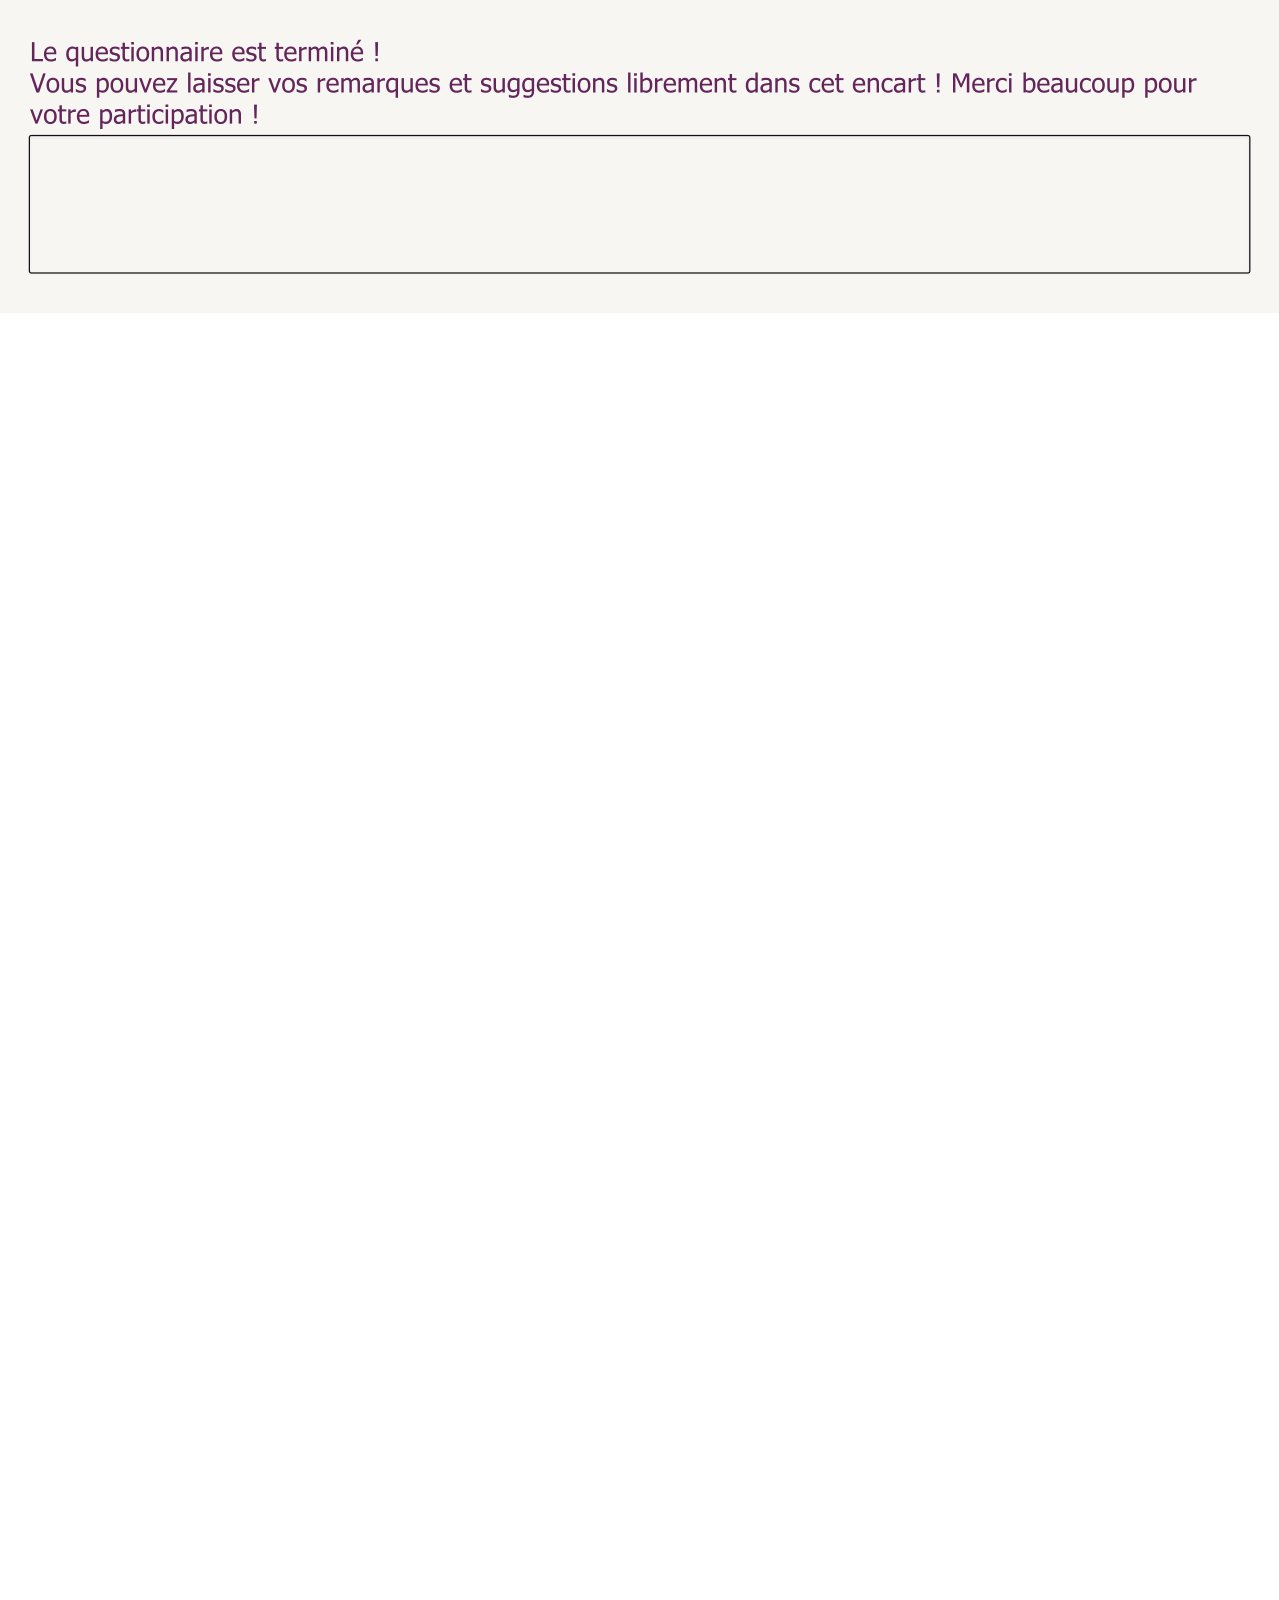 Le questionnaire est terminé !
Vous pouvez laisser vos remarques et suggestions librement dans cet encart ! Merci beaucoup pour
votre participation !